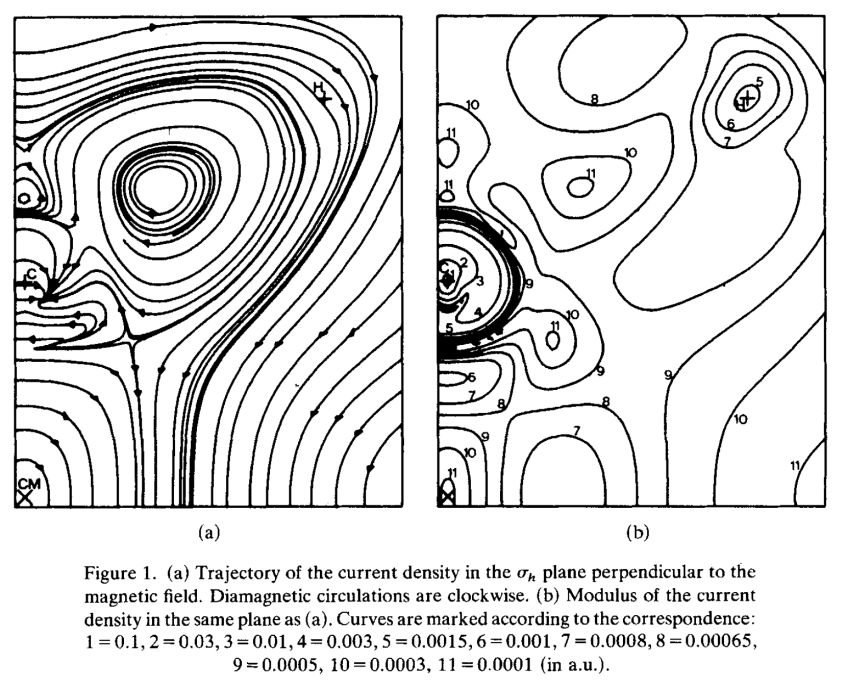 H
C
CM
(a)
8
5
H
6
7
10
11
11
10
11
1
C
2
1
3
9
4
5
10
11
6
7
8
9
9
8
9
10
7
11
10
11
(b)
Figure 1. (a) Trajectory of the current density in the σh plane perpendicular to the
magnetic field. Diamagnetic circulations are clockwise. (b) Modulus of the current
density in the same plane as (a). Curves are marked according to the correspondence:
1 = 0.1, 2 = 0.03, 3 = 0.01, 4 = 0.003, 5 = 0.0015, 6 = 0.001, 7 = 0.0008, 8 = 0.00065,
9 = 0.0005, 10 = 0.0003, 11 = 0.0001 (in a.u.).